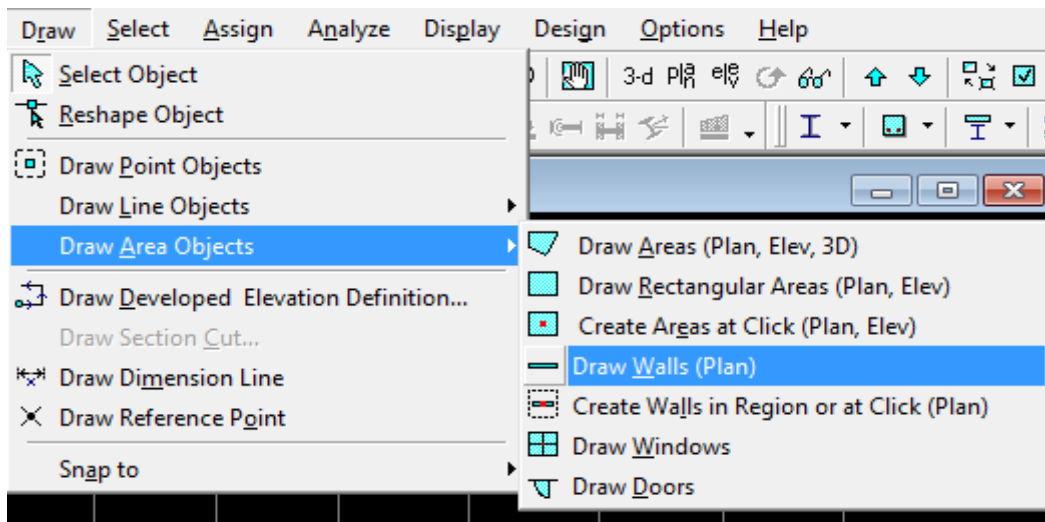 Draw Select Assign Analyze Display Design Options Help
Select Object
3-d
Reshape Object
Draw Point Objects
Draw Line Objects
Draw Area Objects
Draw Areas (Plan, Elev, 3D)
Draw Rectangular Areas (Plan, Elev)
Create Areas at Click (Plan, Elev)
Draw Walls (Plan)
Create Walls in Region or at Click (Plan)
Draw Windows
Draw Doors
Draw Developed Elevation Definition...
Draw Section Cut...
Draw Dimension Line
Draw Reference Point
Snap to